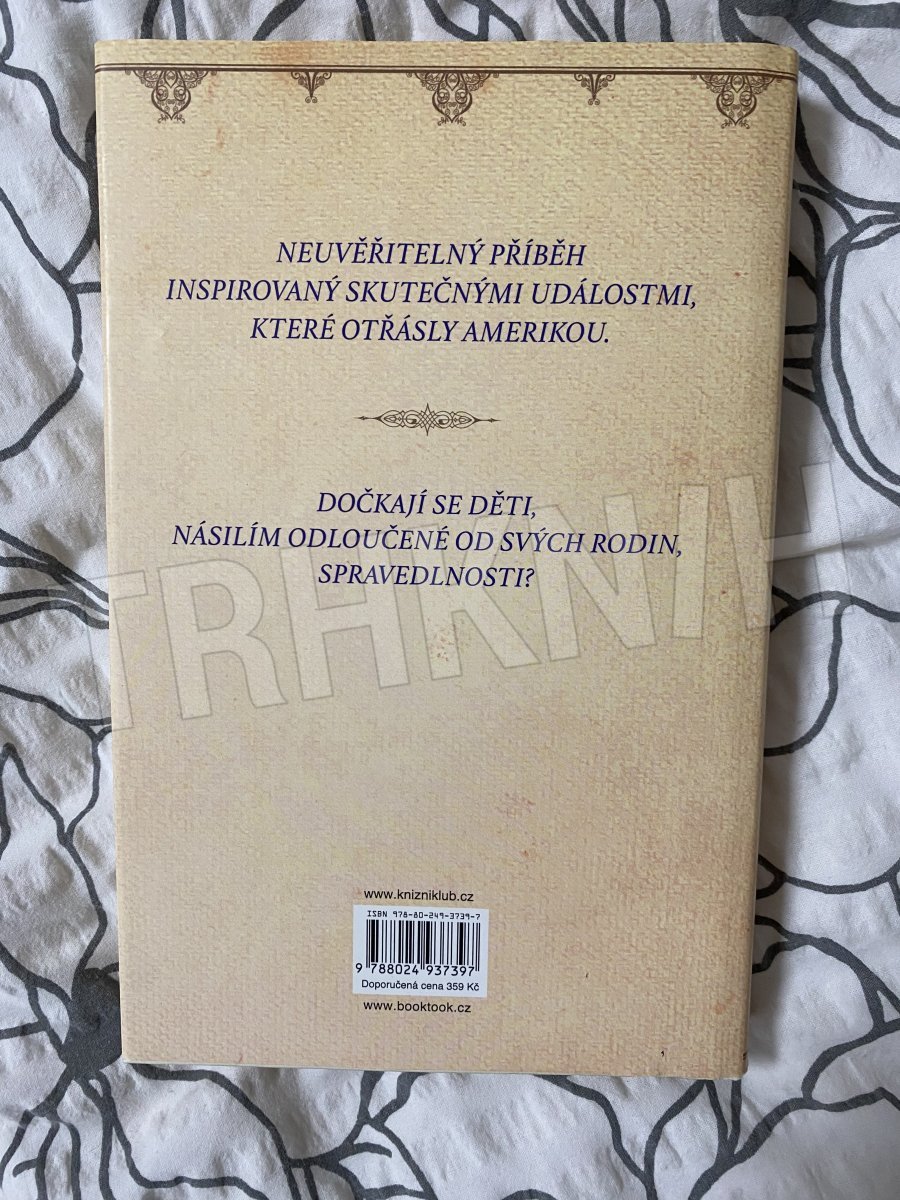 NEUVĚŘITELNÝ PŘÍBĚH
INSPIROVANÝ SKUTEČNÝMI UDÁLOSTMI,
KTERÉ OTŘÁSLY AMERIKOU.
DOČKAJÍ SE DĚTI,
NÁSILÍM ODLOUČENÉ OD SVÝCH RODIN,
SPRAVEDLNOSTI?
TRHKNIH
www.knizniklub.cz
ISBN 978-80-249-3739-7
9 788024 937397
Doporučená cena 359 Kč
www.booktook.cz